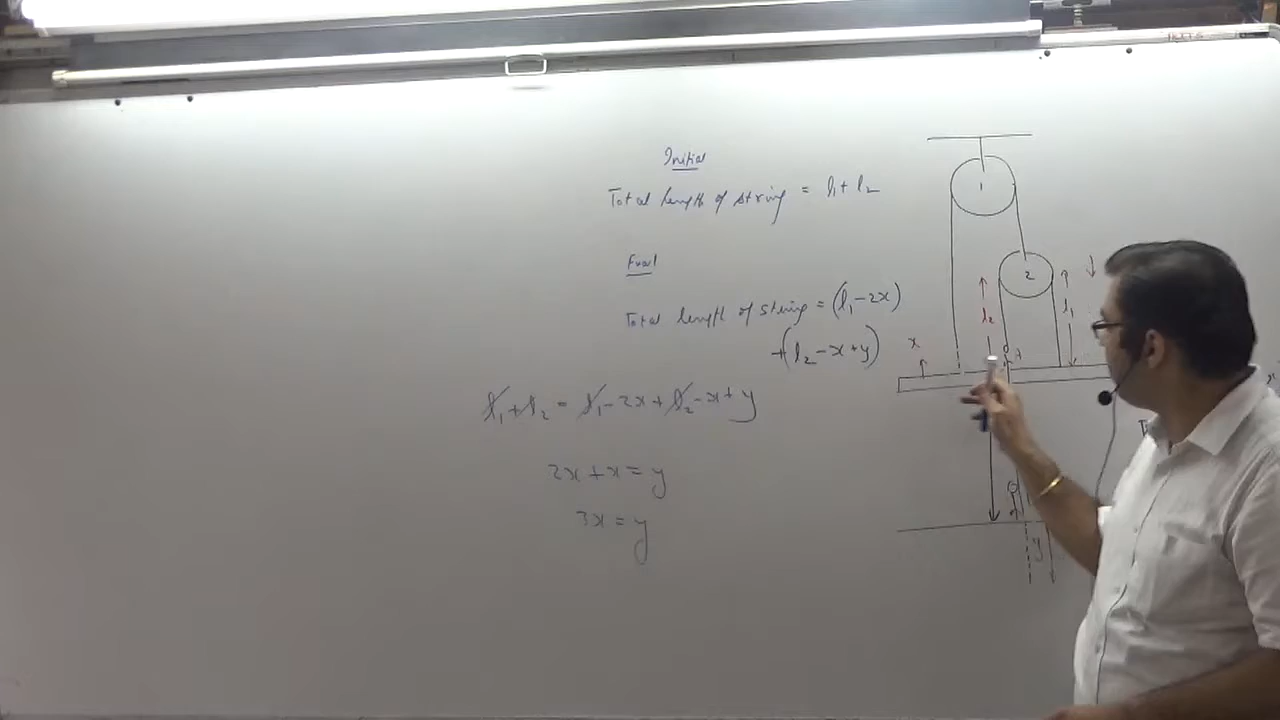 Initial
Total length of string = l₁ + l₂
Final
Total length of string = (l₁ - 2x)
+ (l₂ - x + y)
l₁ + l₂ = l₁ - 2x + l₂ - x + y
2x + x = y
3x = y
1
2
l₂
l₁
x
y